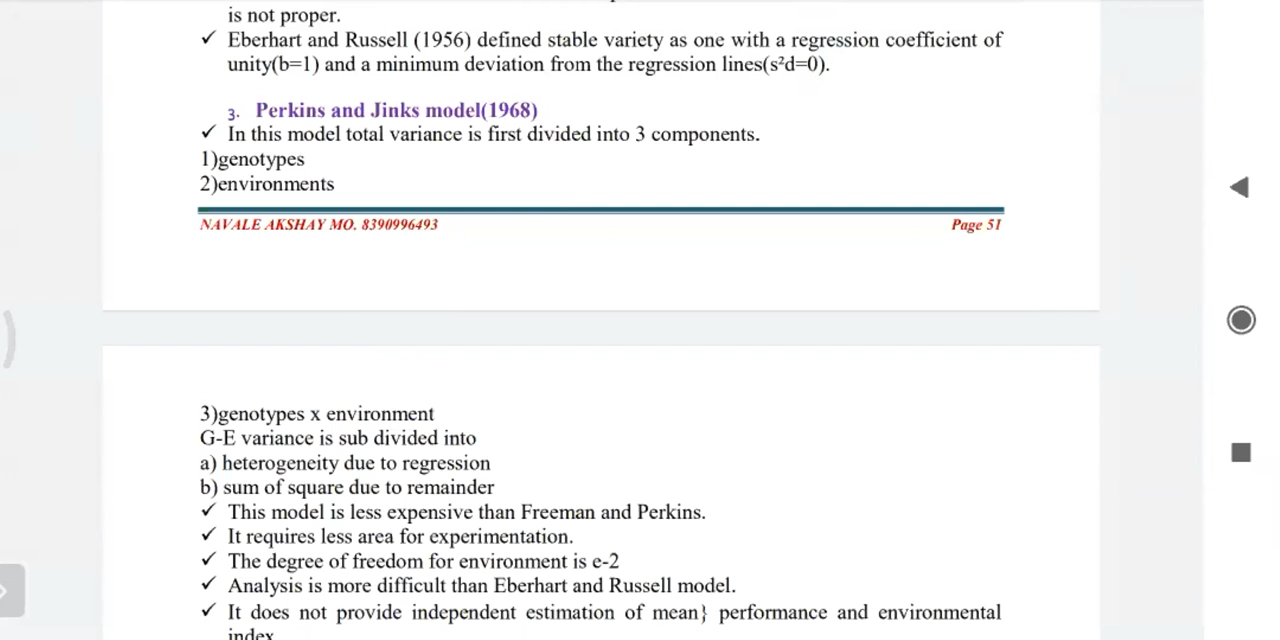 is not proper.
✓ Eberhart and Russell (1956) defined stable variety as one with a regression coefficient of
unity(b=1) and a minimum deviation from the regression lines(s²d=0).
3. Perkins and Jinks model(1968)
✓ In this model total variance is first divided into 3 components.
1)genotypes
2)environments
NAVALE AKSHAY MO. 8390996493 Page 51
3)genotypes x environment
G-E variance is sub divided into
a) heterogeneity due to regression
b) sum of square due to remainder
✓ This model is less expensive than Freeman and Perkins.
✓ It requires less area for experimentation.
✓ The degree of freedom for environment is e-2
✓ Analysis is more difficult than Eberhart and Russell model.
✓ It does not provide independent estimation of mean} performance and environmental
index